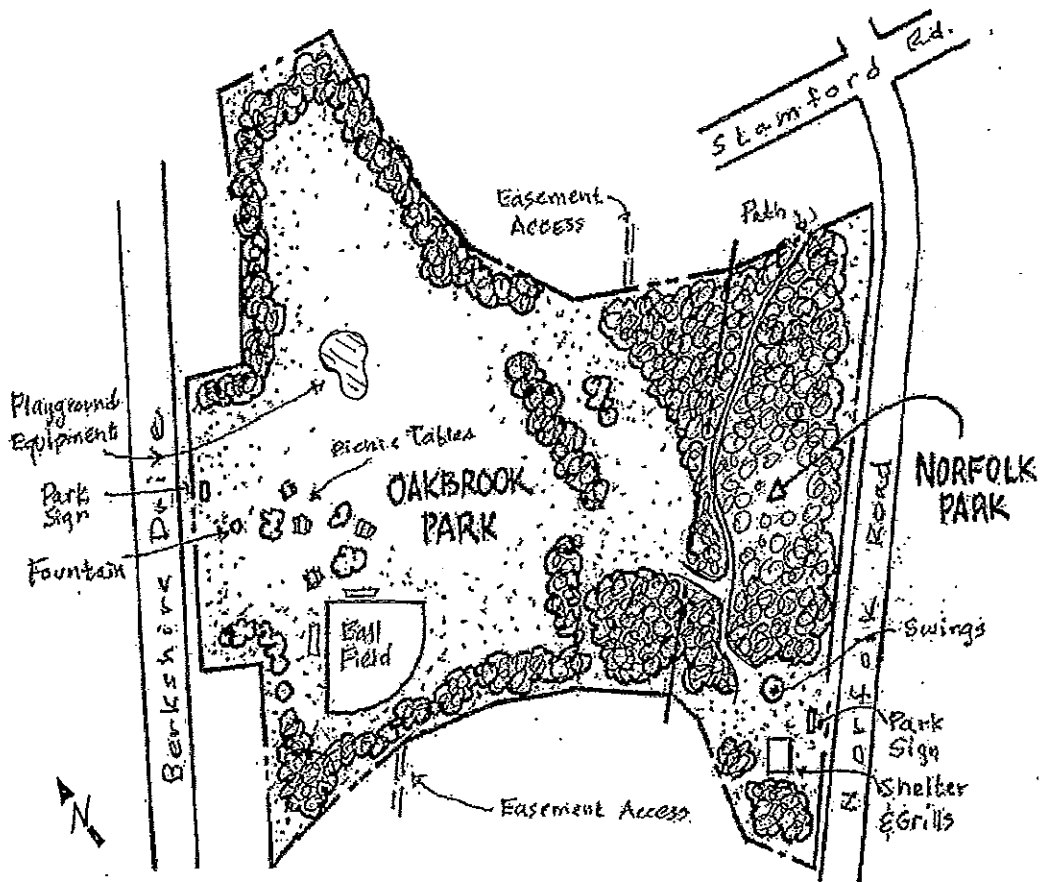 Stamford Rd.
Easement
Access
Path
Playground
Equipment
Picnic Tables
Park
Sign
OAKBROOK
PARK
NORFOLK
PARK
Fountain
Ball
Field
Swings
Park
Sign
Shelter
& Grills
Easement Access
Berkshire Drive
Norfolk Road
N